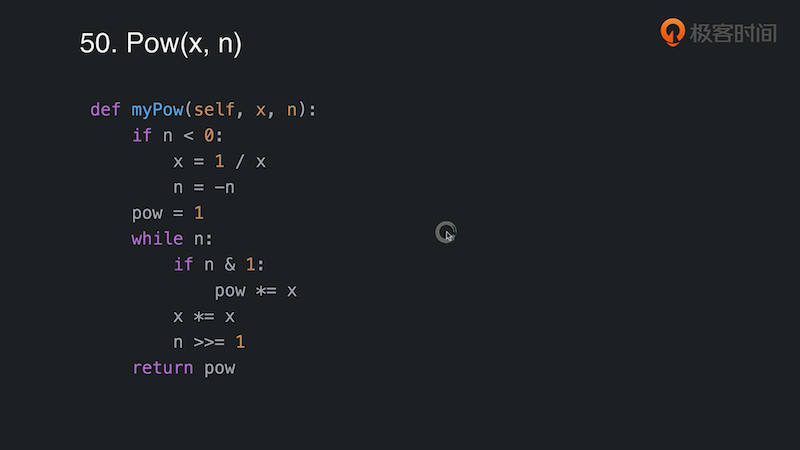 50. Pow(x, n)
极客时间
def myPow(self, x, n):
    if n < 0:
        x = 1 / x
        n = -n
    pow = 1
    while n:
        if n & 1:
            pow *= x
        x *= x
        n >>= 1
    return pow